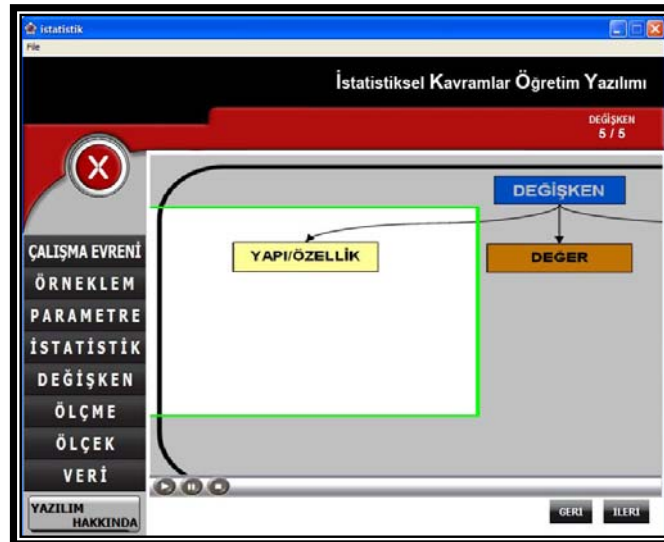 istatistik
File
İstatistiksel Kavramlar Öğretim Yazılımı
DEĞİŞKEN
5 / 5
X
DEĞİŞKEN
YAPI/ÖZELLİK
DEĞER
ÇALIŞMA EVRENİ
ÖRNEKLEM
PARAMETRE
İSTATİSTİK
DEĞİŞKEN
ÖLÇME
ÖLÇEK
VERİ
YAZILIM
HAKKINDA
GERİ İLERİ